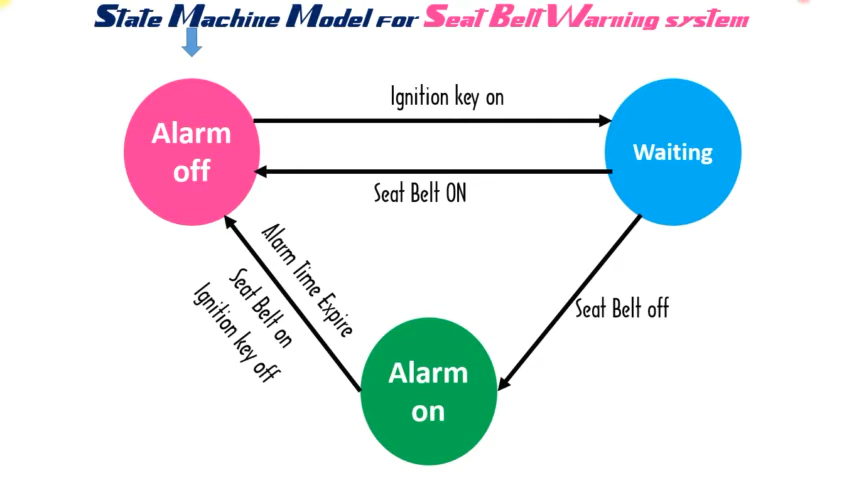 State Machine Model for Seat Belt Warning system
Ignition key on
Alarm
off
Waiting
Seat Belt ON
Alarm Time Expire
Seat Belt on
Ignition key off
Seat Belt off
Alarm
on